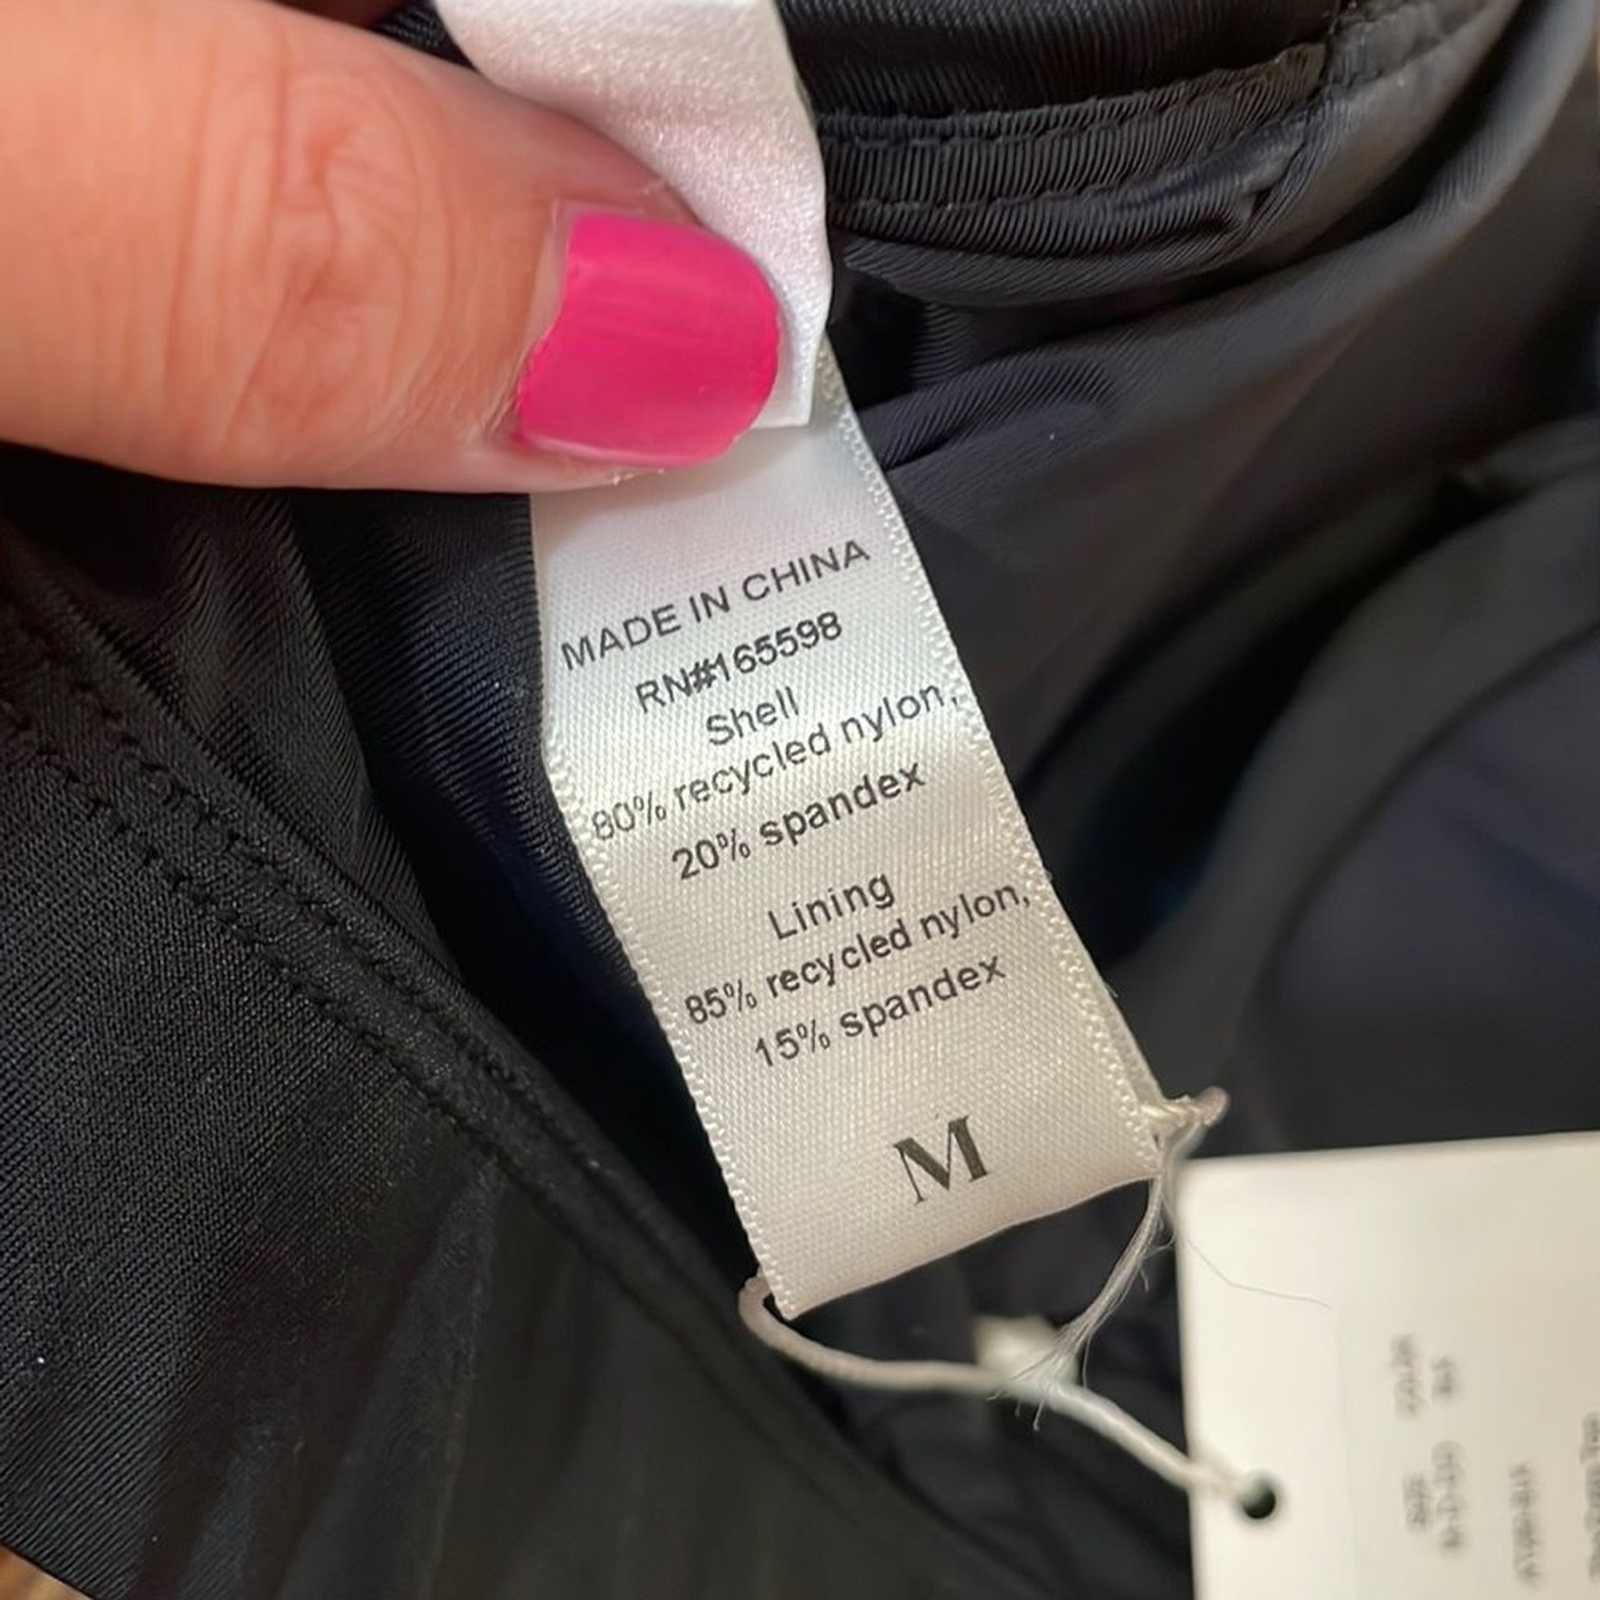 MADE IN CHINA
RN#165598
Shell
80% recycled nylon,
20% spandex
Lining
85% recycled nylon,
15% spandex
M